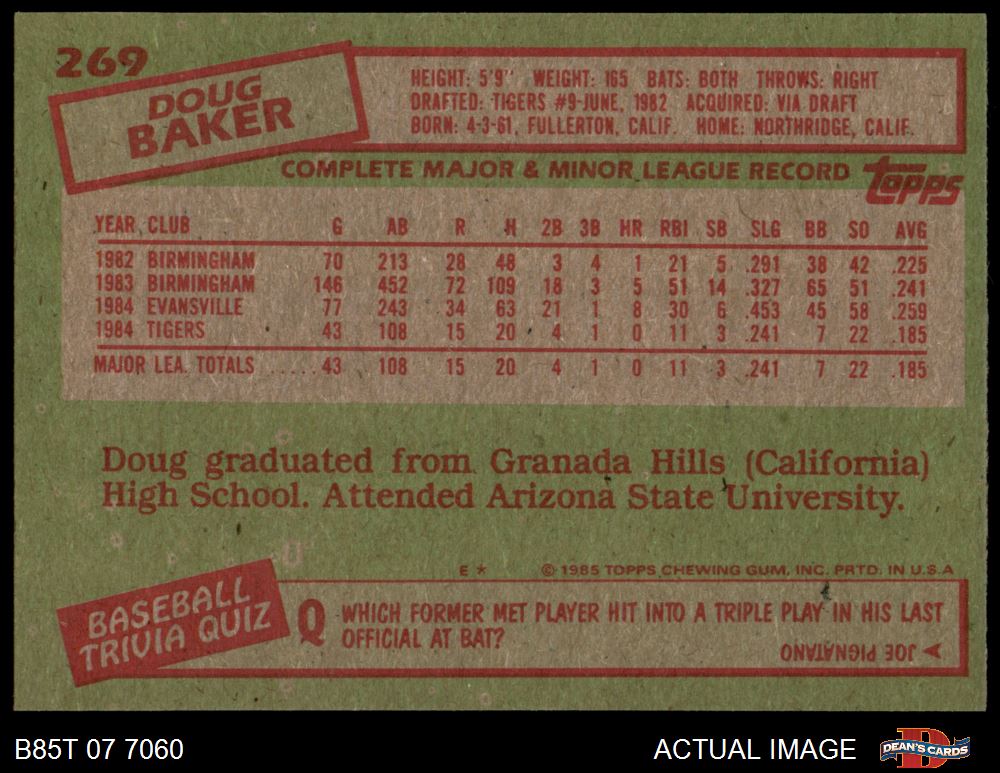 269
DOUG
BAKER
HEIGHT: 5'9" WEIGHT: 165 BATS: BOTH THROWS: RIGHT
DRAFTED: TIGERS #9-JUNE, 1982 ACQUIRED: VIA DRAFT
BORN: 4-3-61, FULLERTON, CALIF. HOME: NORTHRIDGE, CALIF.
COMPLETE MAJOR & MINOR LEAGUE RECORD
topps
YEAR CLUB G AB R H 2B 3B HR RBI SB SLG BB SO AVG
1982 BIRMINGHAM 70 213 28 48 3 4 1 21 5 .291 38 42 .225
1983 BIRMINGHAM 146 452 72 109 18 3 5 51 14 .327 65 51 .241
1984 EVANSVILLE 77 243 34 63 21 1 8 30 6 .453 45 58 .259
1984 TIGERS 43 108 15 20 4 1 0 11 3 .241 7 22 .185
MAJOR LEA. TOTALS .....43 108 15 20 4 1 0 11 3 .241 7 22 .185
Doug graduated from Granada Hills (California)
High School. Attended Arizona State University.
E * © 1985 TOPPS CHEWING GUM, INC. PRTD. IN U.S.A
BASEBALL
TRIVIA QUIZ
Q WHICH FORMER MET PLAYER HIT INTO A TRIPLE PLAY IN HIS LAST
OFFICIAL AT BAT?
A JOE PIGNATANO
B85T 07 7060
ACTUAL IMAGE
DEAN'S CARDS